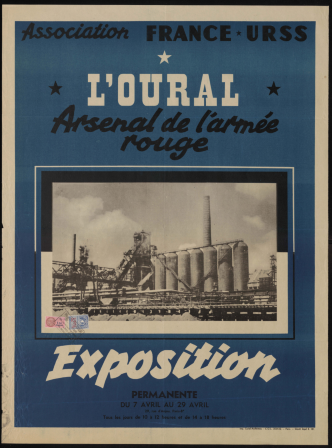 Association FRANCE ★ URSS
L'OURAL
Arsenal de l'armée
rouge
Exposition
PERMANENTE
DU 7 AVRIL AU 29 AVRIL